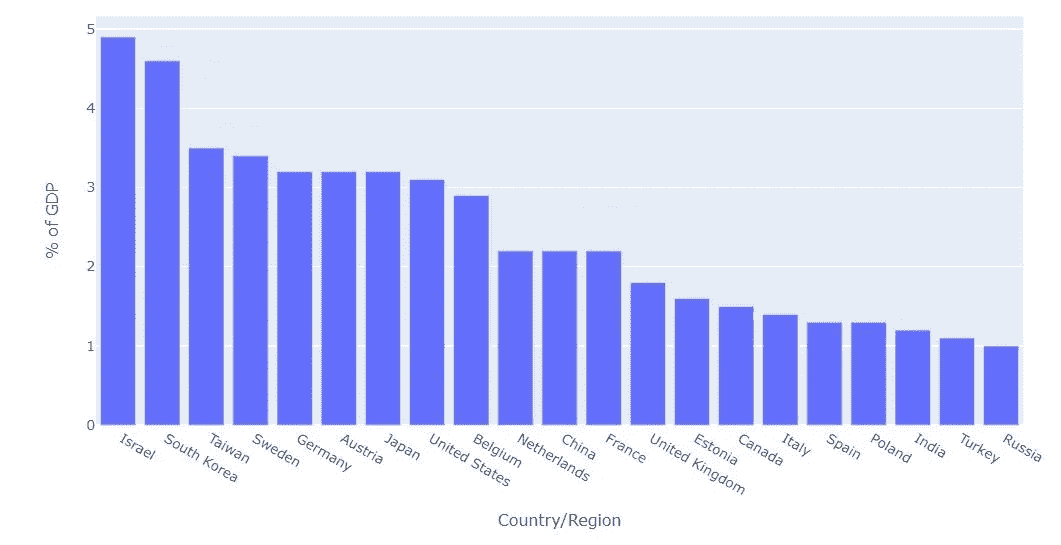 5
4
3
2
1
0
% of GDP
Israel
South Korea
Taiwan
Sweden
Germany
Austria
Japan
United States
Belgium
Netherlands
China
France
United Kingdom
Estonia
Canada
Italy
Spain
Poland
India
Turkey
Russia
Country/Region